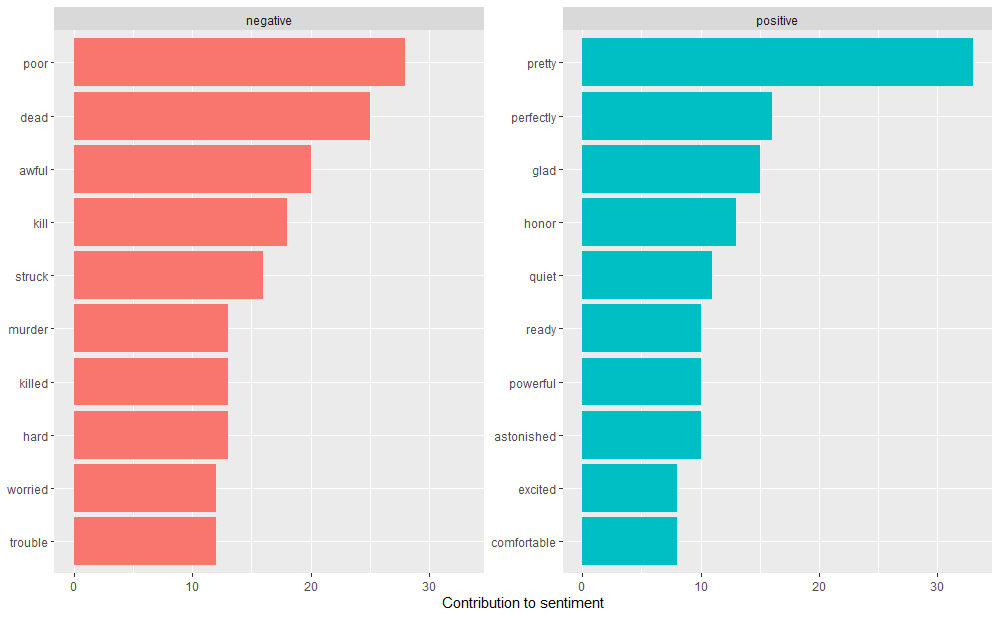 negative
poor
dead
awful
kill
struck
murder
killed
hard
worried
trouble
0 10 20 30
positive
pretty
perfectly
glad
honor
quiet
ready
powerful
astonished
excited
comfortable
0 10 20 30
Contribution to sentiment